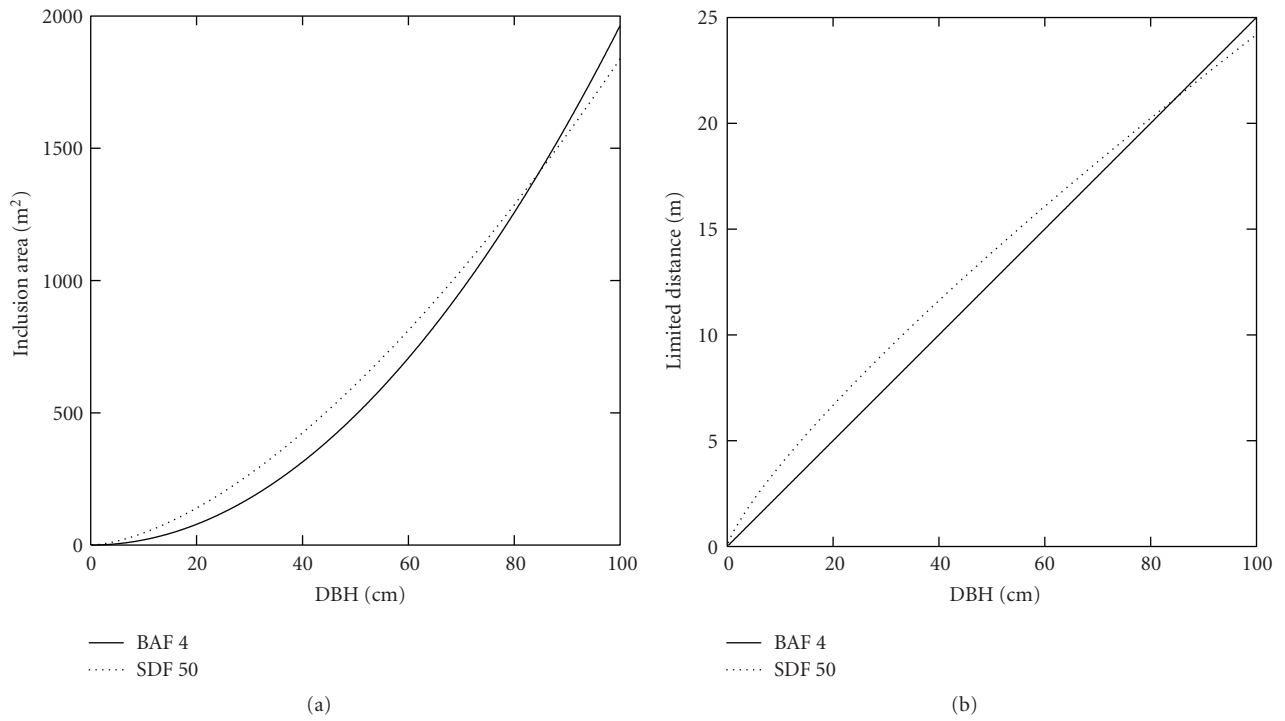 2000
1500
1000
500
0
Inclusion area (m²)
0 20 40 60 80 100
DBH (cm)
BAF 4
SDF 50
(a)
25
20
15
10
5
0
Limited distance (m)
0 20 40 60 80 100
DBH (cm)
BAF 4
SDF 50
(b)